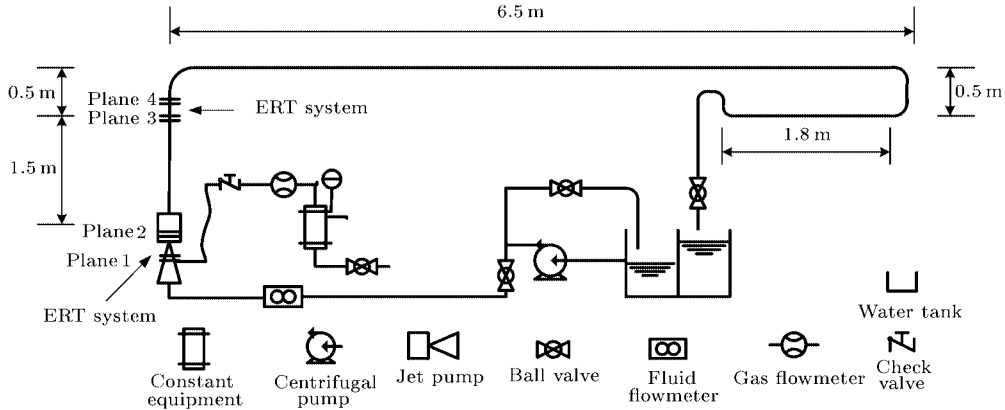 6.5 m
0.5 m
Plane 4
Plane 3
ERT system
0.5 m
1.8 m
1.5 m
Plane 2
Plane 1
ERT system
Water tank
Constant
equipment
Centrifugal
pump
Jet pump
Ball valve
Fluid
flowmeter
Gas flowmeter
Check
valve